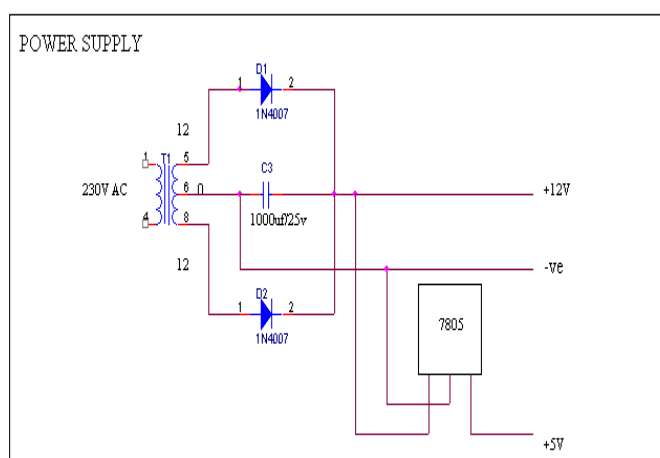 POWER SUPPLY
D1
1 2
1N4007
12
1 T1 5
C3
230V AC 6 0
+12V
1000uf/25v
4 8
12
-ve
D2
1 2
7805
1N4007
+5V